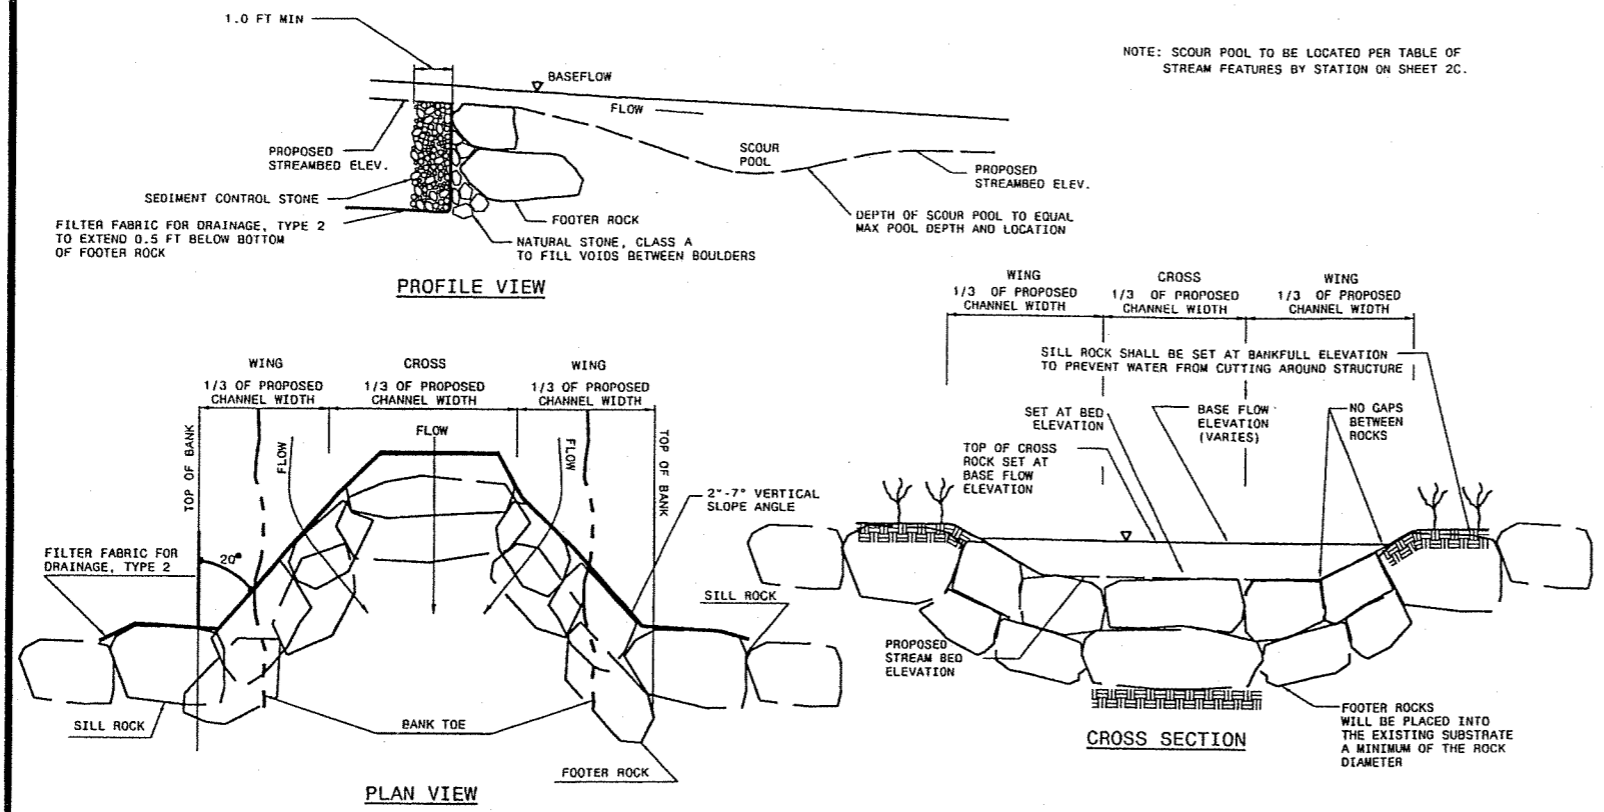 1.0 FT MIN
BASEFLOW
FLOW
PROPOSED
STREAMBED ELEV.
SCOUR
POOL
PROPOSED
STREAMBED ELEV.
SEDIMENT CONTROL STONE
FOOTER ROCK
DEPTH OF SCOUR POOL TO EQUAL
MAX POOL DEPTH AND LOCATION
FILTER FABRIC FOR DRAINAGE, TYPE 2
TO EXTEND 0.5 FT BELOW BOTTOM
OF FOOTER ROCK
NATURAL STONE, CLASS A
TO FILL VOIDS BETWEEN BOULDERS
PROFILE VIEW
NOTE: SCOUR POOL TO BE LOCATED PER TABLE OF
STREAM FEATURES BY STATION ON SHEET 2C.
WING
1/3 OF PROPOSED
CHANNEL WIDTH
CROSS
1/3 OF PROPOSED
CHANNEL WIDTH
WING
1/3 OF PROPOSED
CHANNEL WIDTH
TOP OF BANK
FLOW
FLOW
FLOW
TOP OF BANK
2°-7° VERTICAL
SLOPE ANGLE
FILTER FABRIC FOR
DRAINAGE, TYPE 2
20°
SILL ROCK
SILL ROCK
BANK TOE
FOOTER ROCK
PLAN VIEW
WING
1/3 OF PROPOSED
CHANNEL WIDTH
CROSS
1/3 OF PROPOSED
CHANNEL WIDTH
WING
1/3 OF PROPOSED
CHANNEL WIDTH
SILL ROCK SHALL BE SET AT BANKFULL ELEVATION
TO PREVENT WATER FROM CUTTING AROUND STRUCTURE
SET AT BED
ELEVATION
BASE FLOW
ELEVATION
(VARIES)
NO GAPS
BETWEEN
ROCKS
TOP OF CROSS
ROCK SET AT
BASE FLOW
ELEVATION
PROPOSED
STREAM BED
ELEVATION
FOOTER ROCKS
WILL BE PLACED INTO
THE EXISTING SUBSTRATE
A MINIMUM OF THE ROCK
DIAMETER
CROSS SECTION